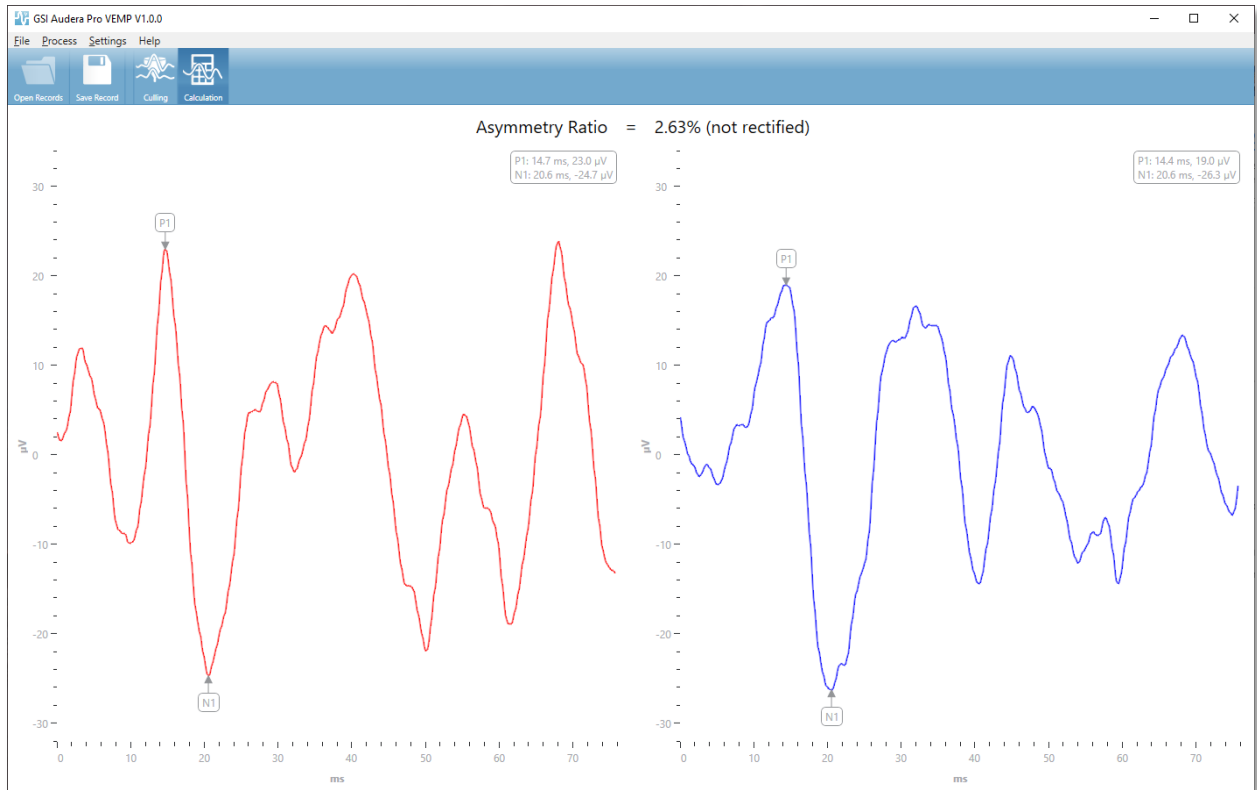 GSI Audera Pro VEMP V1.0.0
File Process Settings Help
Open Records Save Record Culling Calculation
Asymmetry Ratio = 2.63% (not rectified)
P1: 14.7 ms, 23.0 µV
N1: 20.6 ms, -24.7 µV
30
20
10
0
-10
-20
-30
µV
P1
N1
0 10 20 30 40 50 60 70
ms
P1: 14.4 ms, 19.0 µV
N1: 20.6 ms, -26.3 µV
30
20
10
0
-10
-20
-30
µV
P1
N1
0 10 20 30 40 50 60 70
ms